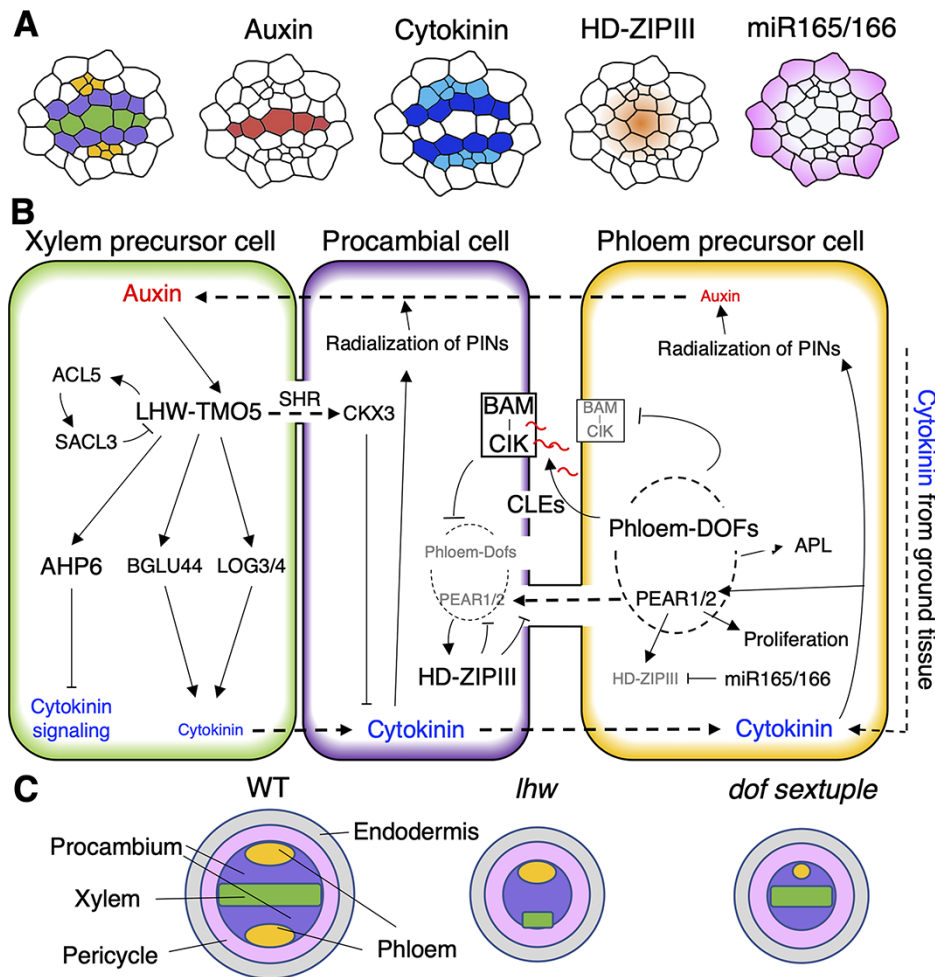 A
Auxin
Cytokinin
HD-ZIPIII
miR165/166
B
Xylem precursor cell
Procambial cell
Phloem precursor cell
Auxin
Auxin
Radialization of PINs
Radialization of PINs
ACL5
SHR
LHW-TMO5
CKX3
SACL3
BAM
CIK
BAM
CIK
CLEs
Phloem-DOFs
Phloem-Dofs
APL
AHP6
BGLU44
LOG3/4
PEAR1/2
PEAR1/2
Proliferation
HD-ZIPIII
HD-ZIPIII
miR165/166
Cytokinin
signaling
Cytokinin
Cytokinin
Cytokinin
Cytokinin from ground tissue
C
WT
lhw
dof sextuple
Endodermis
Procambium
Xylem
Pericycle
Phloem